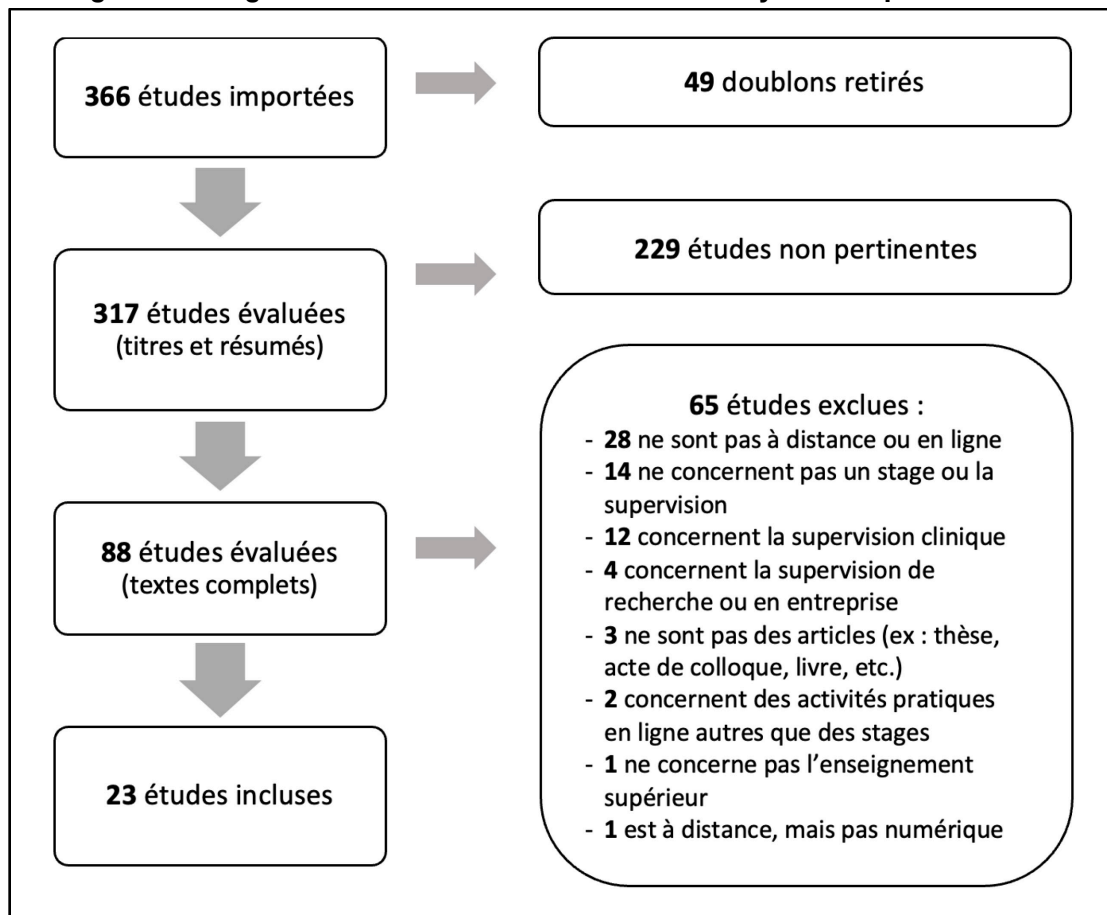 366 études importées
49 doublons retirés
317 études évaluées
(titres et résumés)
229 études non pertinentes
88 études évaluées
(textes complets)
65 études exclues :
- 28 ne sont pas à distance ou en ligne
- 14 ne concernent pas un stage ou la
supervision
- 12 concernent la supervision clinique
- 4 concernent la supervision de
recherche ou en entreprise
- 3 ne sont pas des articles (ex : thèse,
acte de colloque, livre, etc.)
- 2 concernent des activités pratiques
en ligne autres que des stages
- 1 ne concerne pas l’enseignement
supérieur
- 1 est à distance, mais pas numérique
23 études incluses